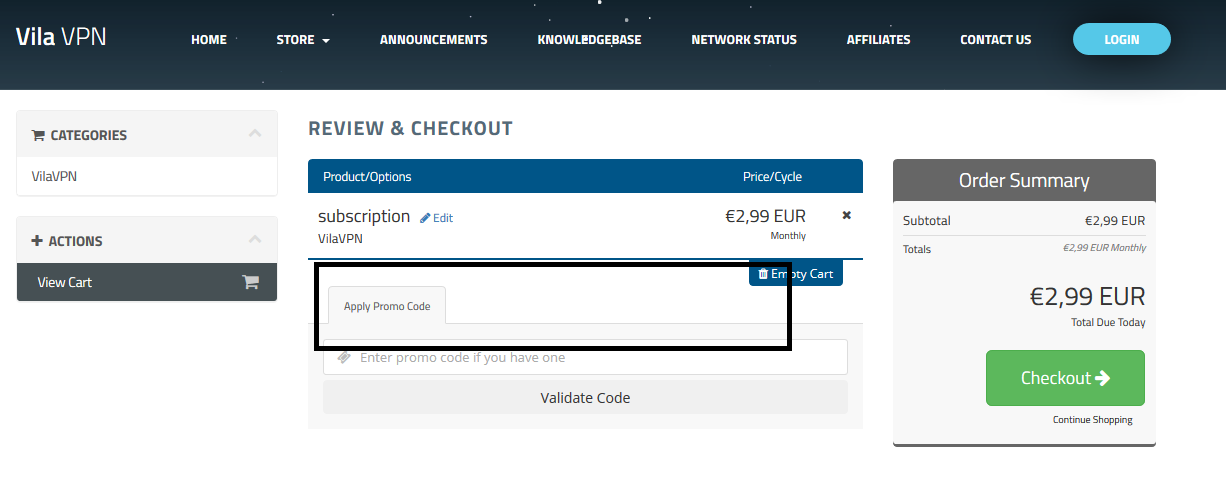 Vila VPN
HOME
STORE
ANNOUNCEMENTS
KNOWLEDGEBASE
NETWORK STATUS
AFFILIATES
CONTACT US
LOGIN
CATEGORIES
VilaVPN
ACTIONS
View Cart
REVIEW & CHECKOUT
Product/Options Price/Cycle
subscription Edit €2,99 EUR
VilaVPN Monthly
Empty Cart
Apply Promo Code
Enter promo code if you have one
Validate Code
Order Summary
Subtotal €2,99 EUR
Totals €2,99 EUR Monthly
€2,99 EUR
Total Due Today
Checkout
Continue Shopping